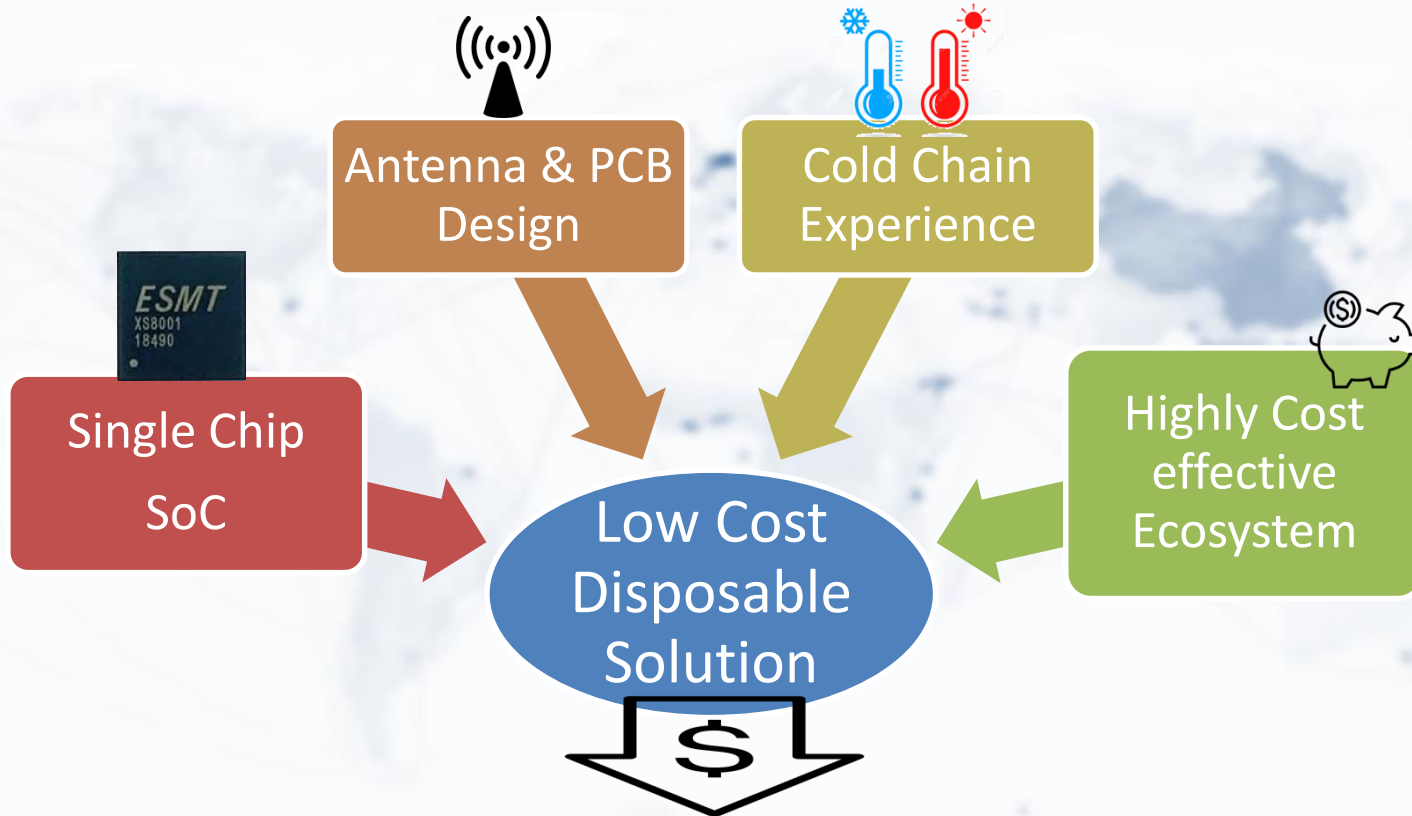 Antenna & PCB
Design
Cold Chain
Experience
ESMT
XS8001
18490
Single Chip
SoC
$
Highly Cost
effective
Ecosystem
Low Cost
Disposable
Solution
$